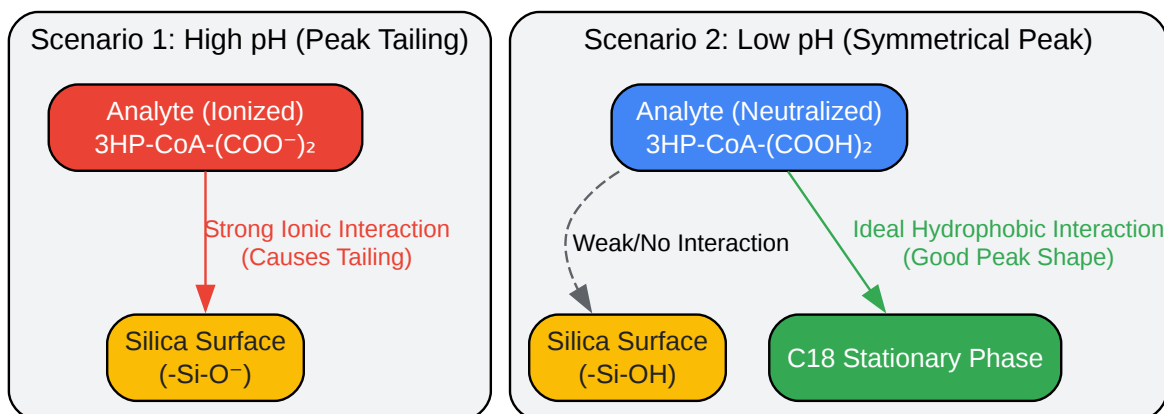 Scenario 1: High pH (Peak Tailing)
Analyte (Ionized)
3HP-CoA-(COO⁻)₂
Strong Ionic Interaction
(Causes Tailing)
Silica Surface
(-Si-O⁻)
Scenario 2: Low pH (Symmetrical Peak)
Analyte (Neutralized)
3HP-CoA-(COOH)₂
Weak/No Interaction
Ideal Hydrophobic Interaction
(Good Peak Shape)
Silica Surface
(-Si-OH)
C18 Stationary Phase